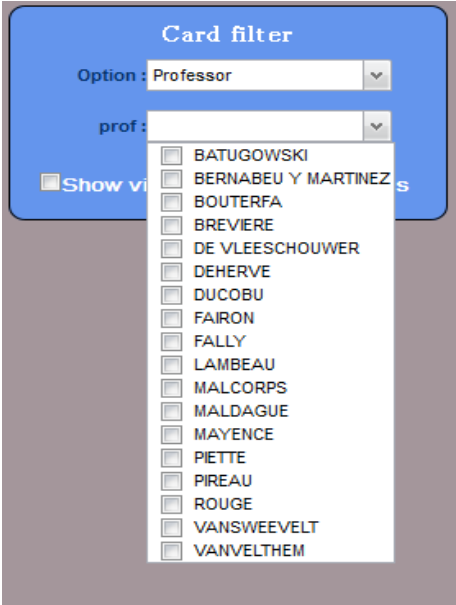 Card filter
Option : Professor
prof :
BATUGOWSKI
BERNABEU Y MARTINEZ
BOUTERFA
BREVIERE
Show vi s
DE VLEESCHOUWER
DEHERVE
DUCOBU
FAIRON
FALLY
LAMBEAU
MALCORPS
MALDAGUE
MAYENCE
PIETTE
PIREAU
ROUGE
VANSWEEVELT
VANVELTHEM